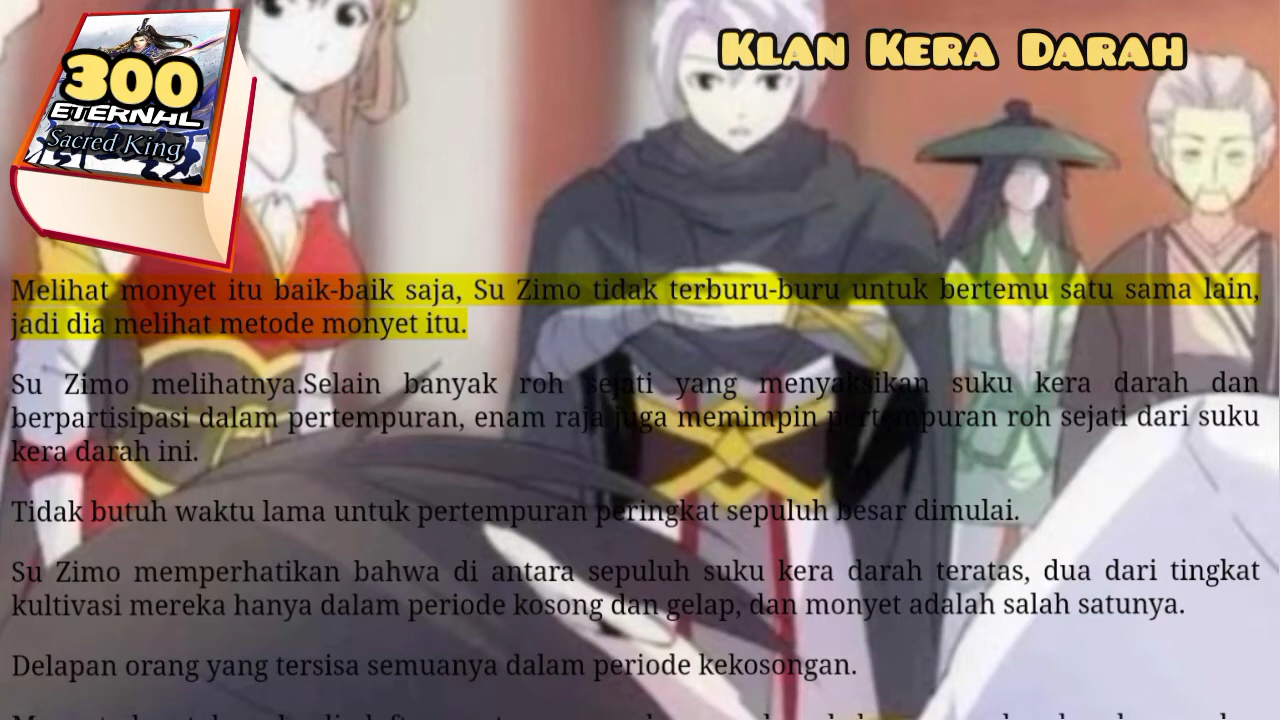 300
ETERNAL
Sacred King
Klan Kera Darah
Melihat monyet itu baik-baik saja, Su Zimo tidak terburu-buru untuk bertemu satu sama lain,
jadi dia melihat metode monyet itu.
Su Zimo melihatnya.Selain banyak roh sejati yang menyaksikan suku kera darah dan
berpartisipasi dalam pertempuran, enam raja juga memimpin pertempuran roh sejati dari suku
kera darah ini.
Tidak butuh waktu lama untuk pertempuran peringkat sepuluh besar dimulai.
Su Zimo memperhatikan bahwa di antara sepuluh suku kera darah teratas, dua dari tingkat
kultivasi mereka hanya dalam periode kosong dan gelap, dan monyet adalah salah satunya.
Delapan orang yang tersisa semuanya dalam periode kekosongan.